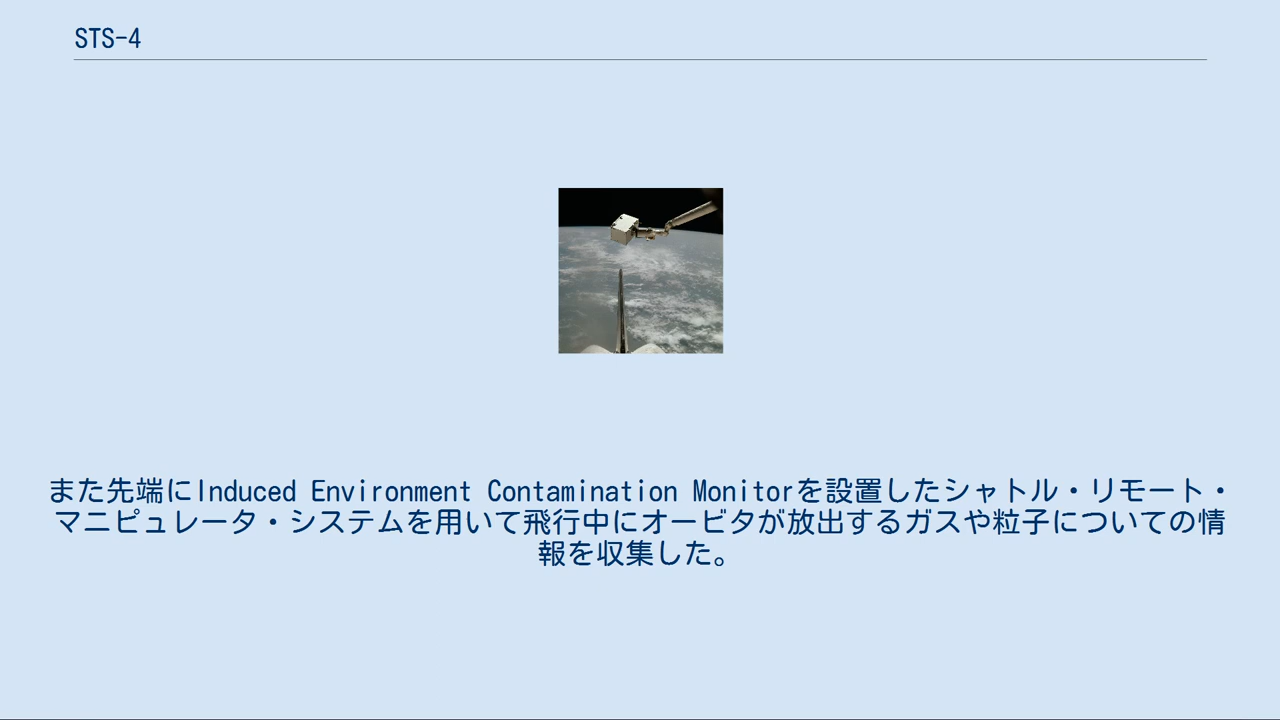 STS-4
また先端にInduced Environment Contamination Monitorを設置したシャトル・リモート・
マニピュレータ・システムを用いて飛行中にオービタが放出するガスや粒子についての情
報を収集した。